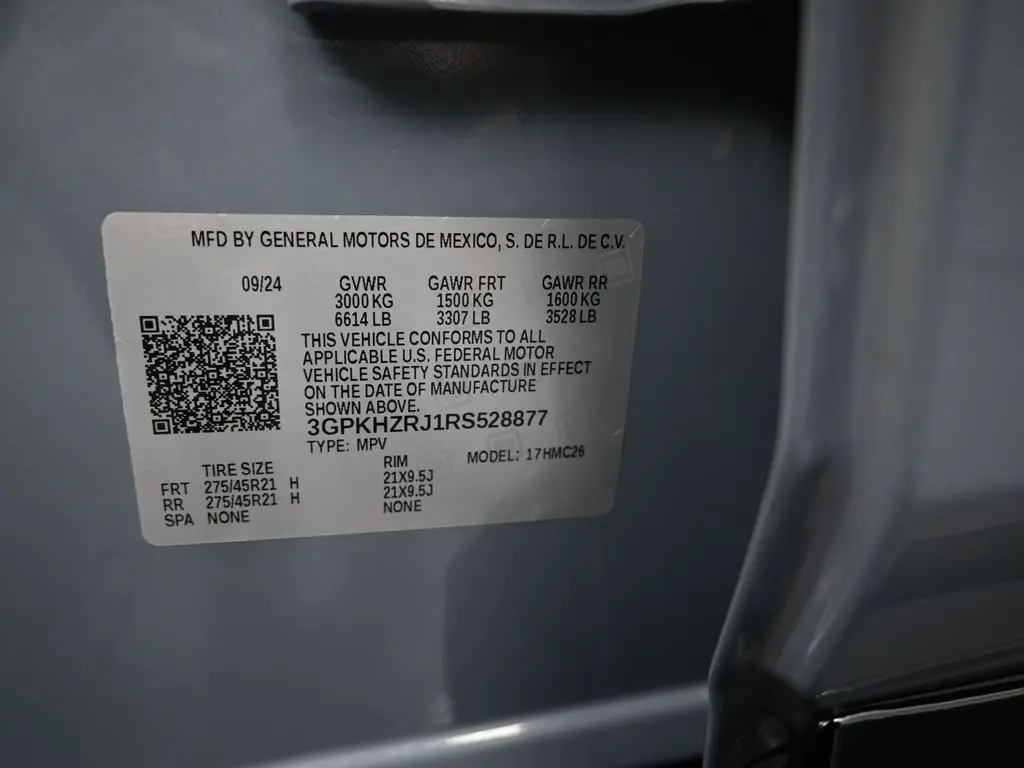 MFD BY GENERAL MOTORS DE MEXICO, S. DE R.L. DE C.V.
09/24 GVWR GAWR FRT GAWR RR
3000 KG 1500 KG 1600 KG
6614 LB 3307 LB 3528 LB
THIS VEHICLE CONFORMS TO ALL
APPLICABLE U.S. FEDERAL MOTOR
VEHICLE SAFETY STANDARDS IN EFFECT
ON THE DATE OF MANUFACTURE
SHOWN ABOVE.
3GPKHZRJ1RS528877
TYPE: MPV MODEL: 17HMC26
TIRE SIZE RIM
FRT 275/45R21 H 21X9.5J
RR 275/45R21 H 21X9.5J
SPA NONE NONE